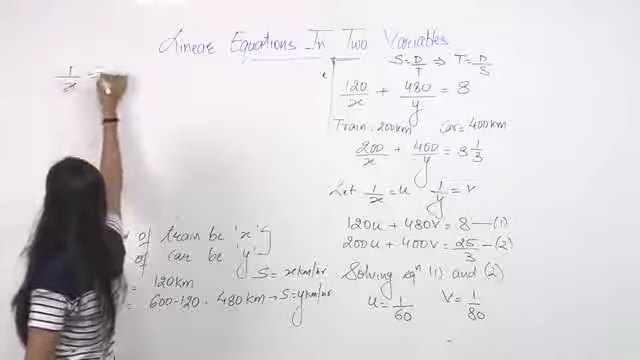 Linear Equations In Two Variables
1/x =
S = D/T ⇒ T = D/S
120/x + 480/y = 8
Train: 200km Car = 400km
200/x + 400/y = 8 1/3
Let 1/x = u 1/y = v
of train be 'x'
of car be 'y'
S = x km/hr
= 120km
= 600-120 = 480km → S = y km/hr
120u + 480v = 8 — (1)
200u + 400v = 25/3 — (2)
Solving eqn (1) and (2)
u = 1/60 v = 1/80